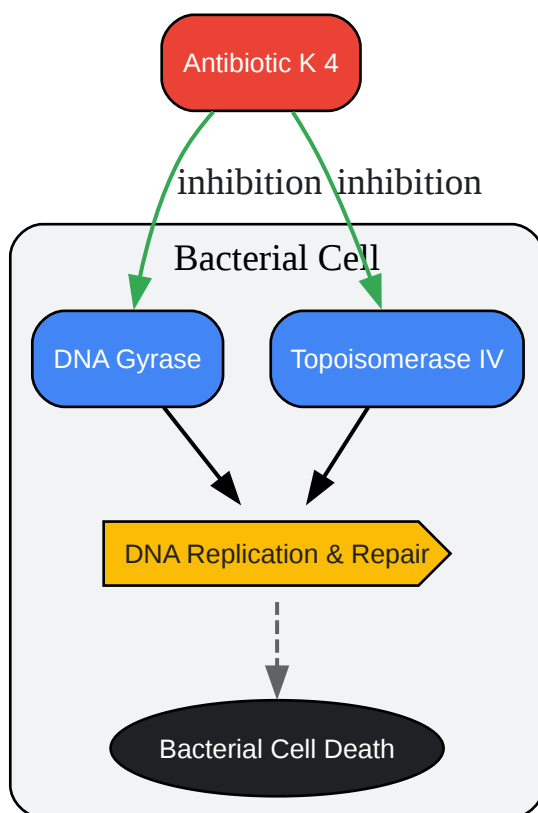 Antibiotic K 4
inhibition inhibition
Bacterial Cell
DNA Gyrase
Topoisomerase IV
DNA Replication & Repair
Bacterial Cell Death